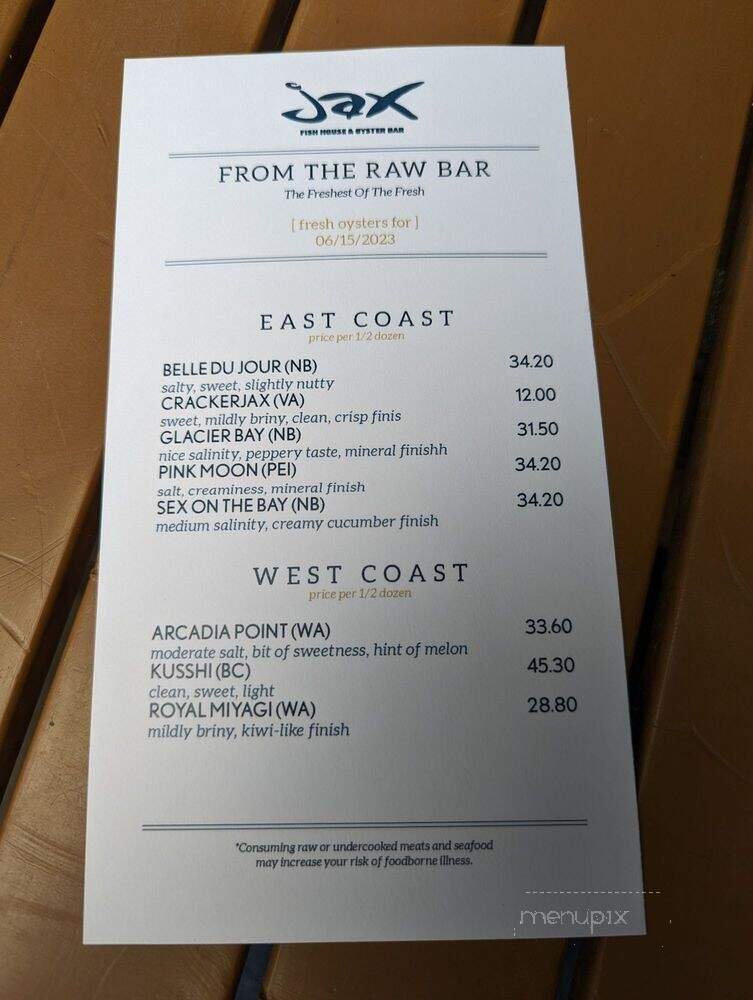 jax
FISH HOUSE & OYSTER BAR
FROM THE RAW BAR
The Freshest Of The Fresh
[ fresh oysters for ]
06/15/2023
EAST COAST
price per 1/2 dozen
BELLE DU JOUR (NB) 34.20
salty, sweet, slightly nutty
CRACKERJAX (VA) 12.00
sweet, mildly briny, clean, crisp finis
GLACIER BAY (NB) 31.50
nice salinity, peppery taste, mineral finishh
PINK MOON (PEI) 34.20
salt, creaminess, mineral finish
SEX ON THE BAY (NB) 34.20
medium salinity, creamy cucumber finish
WEST COAST
price per 1/2 dozen
ARCADIA POINT (WA) 33.60
moderate salt, bit of sweetness, hint of melon
KUSSHI (BC) 45.30
clean, sweet, light
ROYAL MIYAGI (WA) 28.80
mildly briny, kiwi-like finish
*Consuming raw or undercooked meats and seafood
may increase your risk of foodborne illness.
menupix